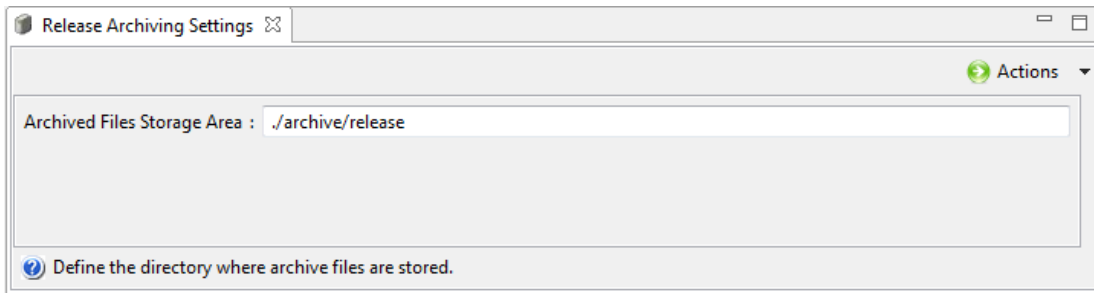 Release Archiving Settings
Actions
Archived Files Storage Area : ./archive/release
Define the directory where archive files are stored.